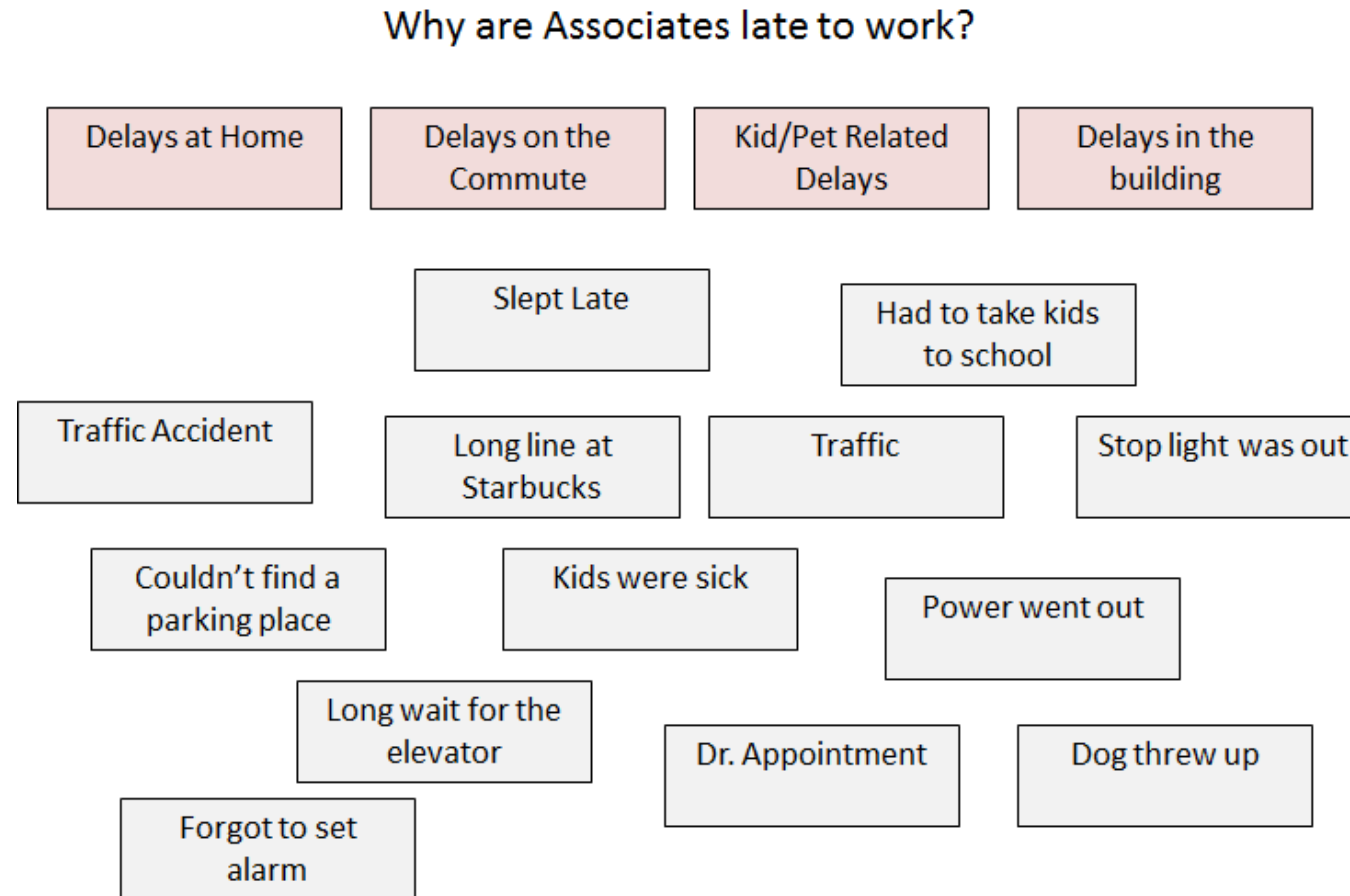 Why are Associates late to work?
Delays at Home
Delays on the
Commute
Kid/Pet Related
Delays
Delays in the
building
Slept Late
Had to take kids
to school
Traffic Accident
Long line at
Starbucks
Traffic
Stop light was out
Couldn't find a
parking place
Kids were sick
Power went out
Long wait for the
elevator
Dr. Appointment
Dog threw up
Forgot to set
alarm